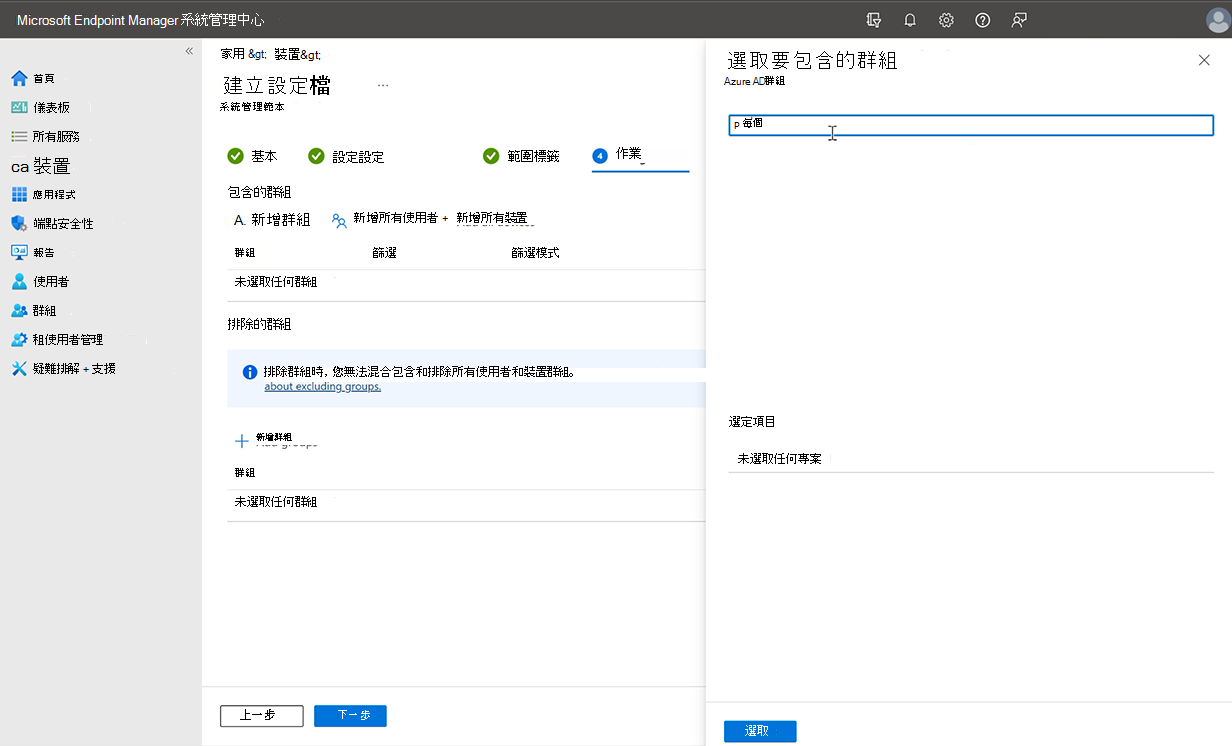 Microsoft Endpoint Manager 系統管理中心
首頁
儀表板
所有服務
ca 裝置
應用程式
端點安全性
報告
使用者
群組
租使用者管理
疑難排解 + 支援
家用 &gt; 裝置&gt;
建立設定檔 ...
系統管理範本
基本 設定設定 範圍標籤 4 作業
包含的群組
A. 新增群組 新增所有使用者 + 新增所有裝置
群組 篩選 篩選模式
未選取任何群組
排除的群組
排除群組時, 您無法混合包含和排除所有使用者和裝置群組。
about excluding groups.
新增群組
群組
未選取任何群組
上一步 下一步
選取要包含的群組
Azure AD群組
p 每個
選定項目
未選取任何專案
選取